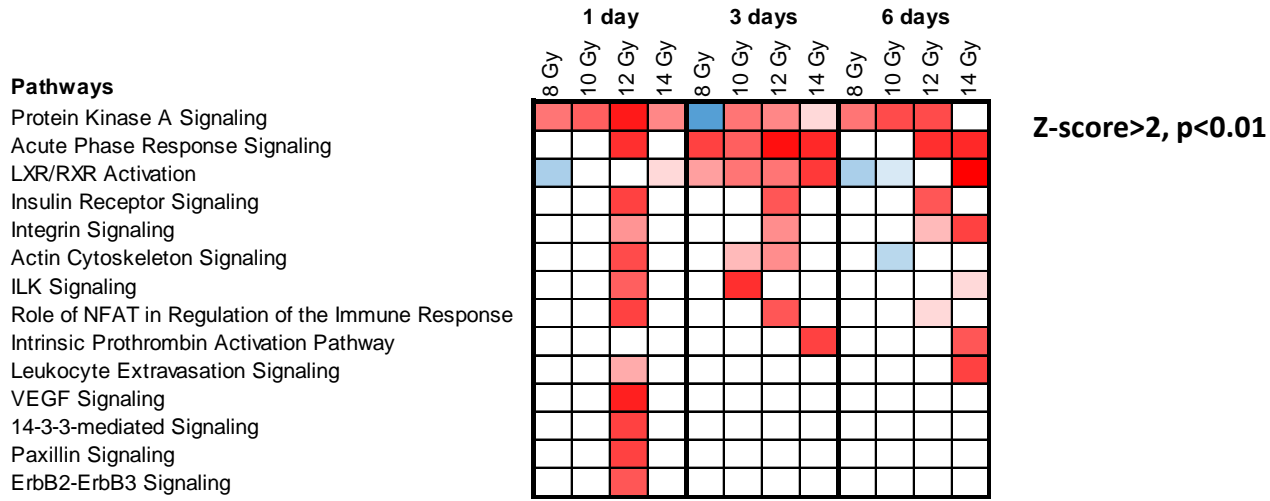 1 day 3 days 6 days
8 Gy 10 Gy 12 Gy 14 Gy 8 Gy 10 Gy 12 Gy 14 Gy 8 Gy 10 Gy 12 Gy 14 Gy
Pathways
Protein Kinase A Signaling
Z-score>2, p<0.01
Acute Phase Response Signaling
LXR/RXR Activation
Insulin Receptor Signaling
Integrin Signaling
Actin Cytoskeleton Signaling
ILK Signaling
Role of NFAT in Regulation of the Immune Response
Intrinsic Prothrombin Activation Pathway
Leukocyte Extravasation Signaling
VEGF Signaling
14-3-3-mediated Signaling
Paxillin Signaling
ErbB2-ErbB3 Signaling